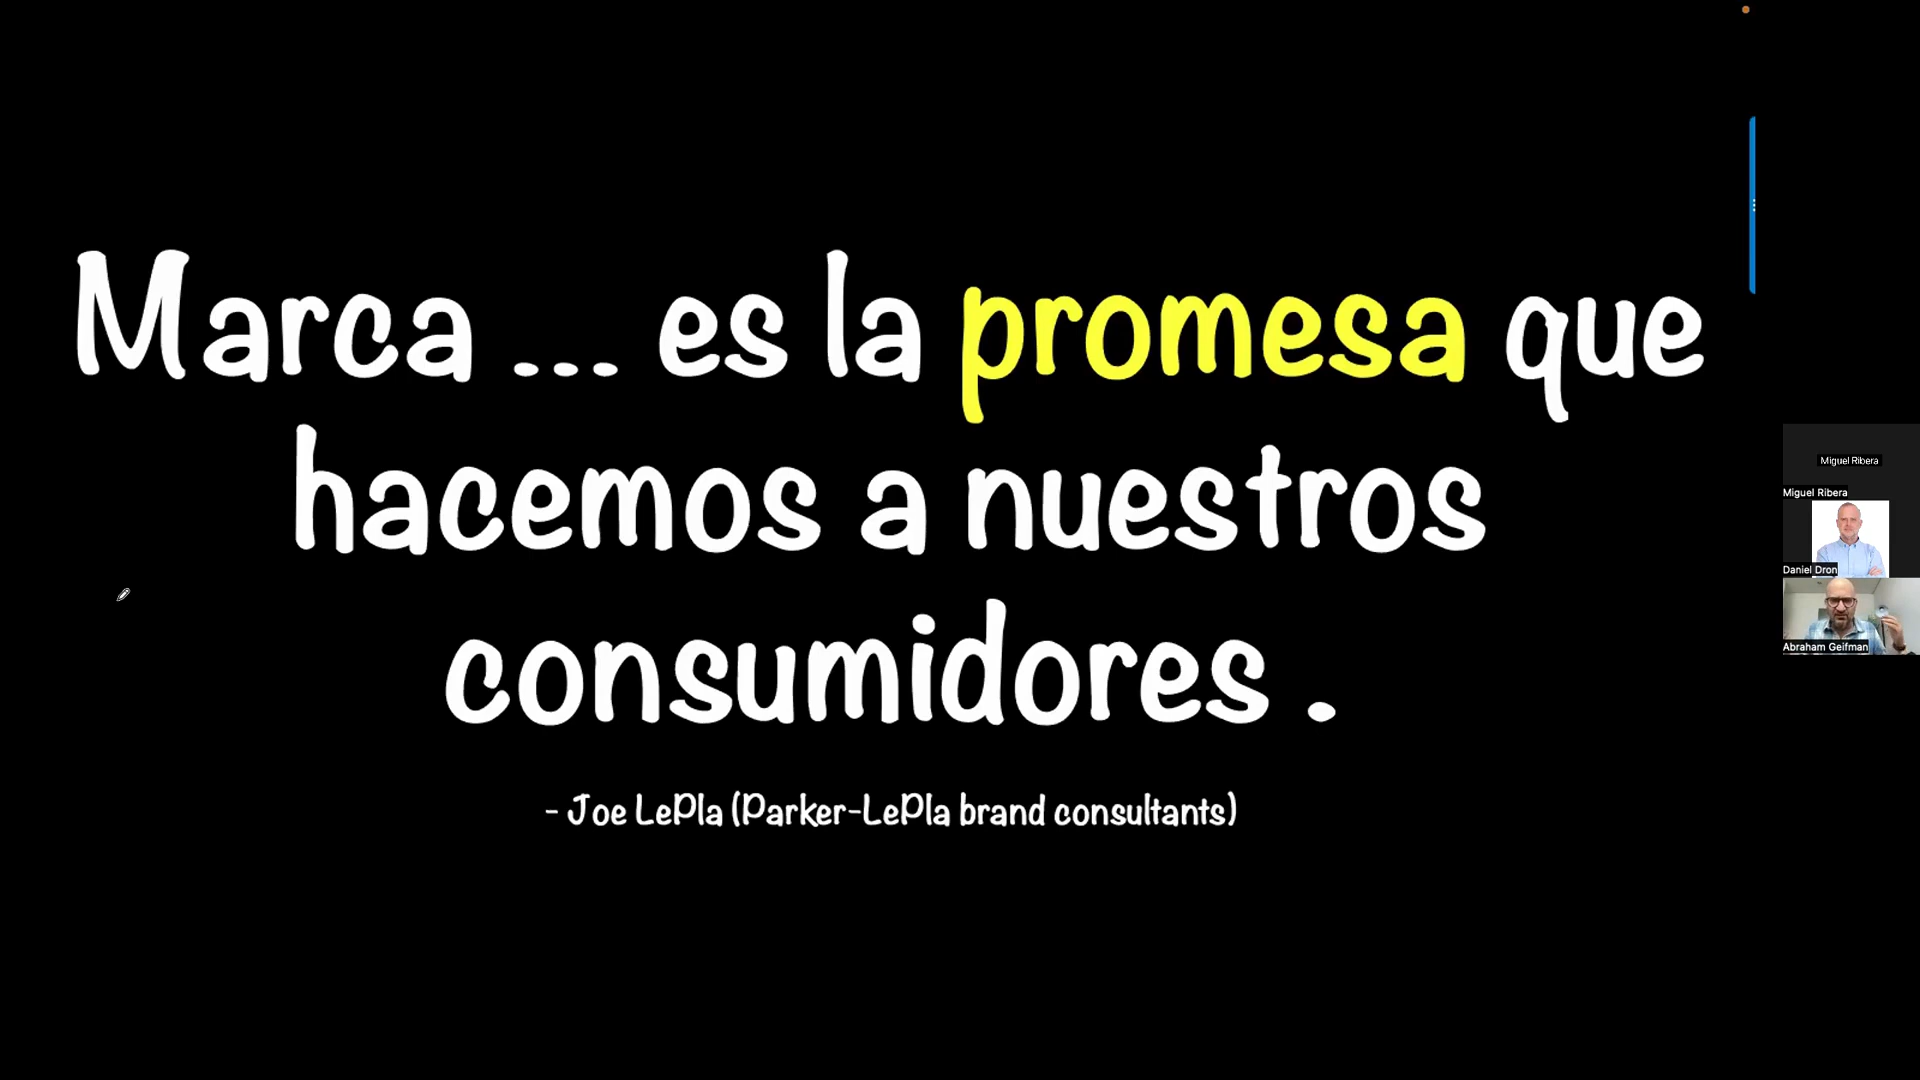 Marca ... es la promesa que
hacemos a nuestros
consumidores .
- Joe LePla (Parker-LePla brand consultants)
Miguel Ribera
Miguel Ribera
Daniel Dron
Abraham Geifman